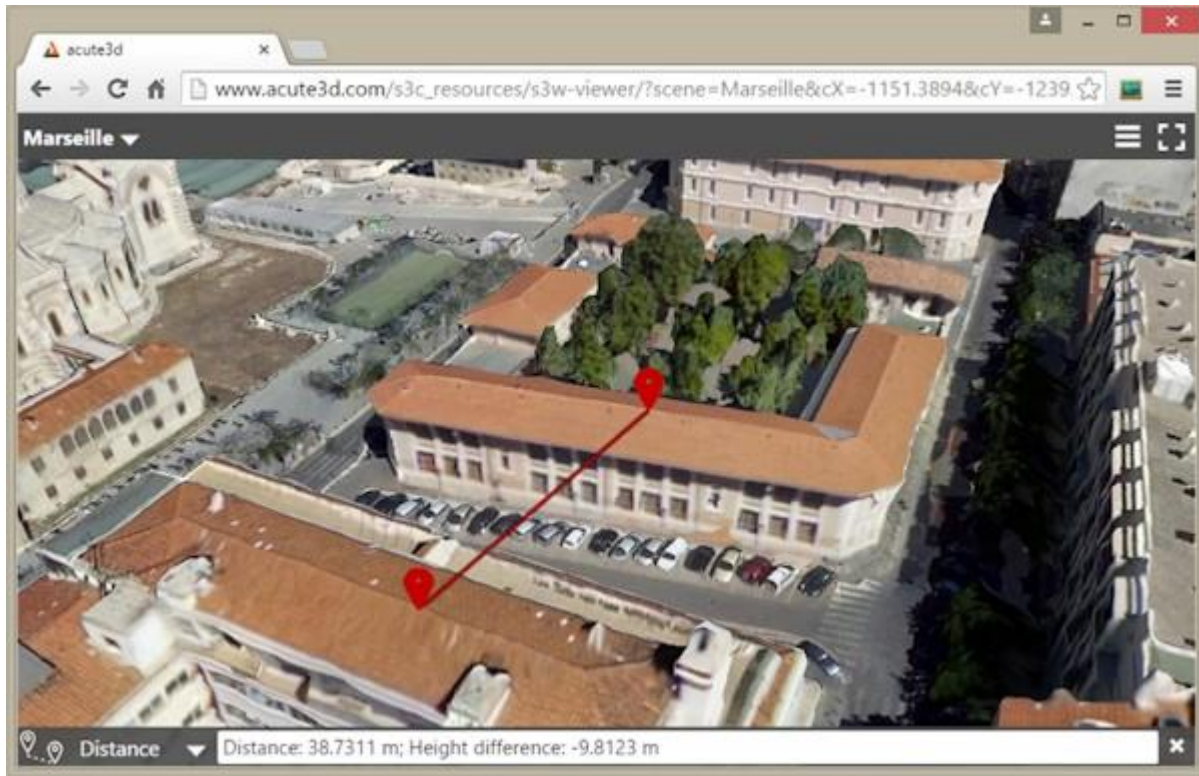 acute3d
www.acute3d.com/s3c_resources/s3w-viewer/?scene=Marseille&cX=-1151.3894&cY=-1239
Marseille
Distance
Distance: 38.7311 m; Height difference: -9.8123 m